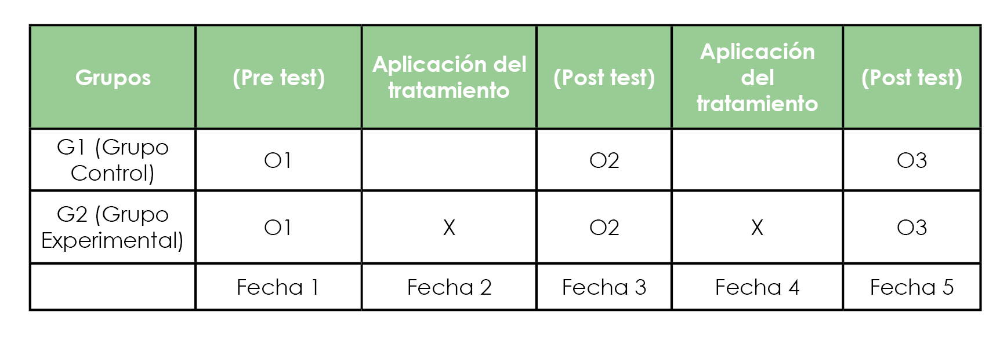 Grupos
(Pre test)
Aplicación del
tratamiento
(Post test)
Aplicación
del
tratamiento
(Post test)
G1 (Grupo
Control)
O1
O2
O3
G2 (Grupo
Experimental)
O1
X
O2
X
O3
Fecha 1
Fecha 2
Fecha 3
Fecha 4
Fecha 5